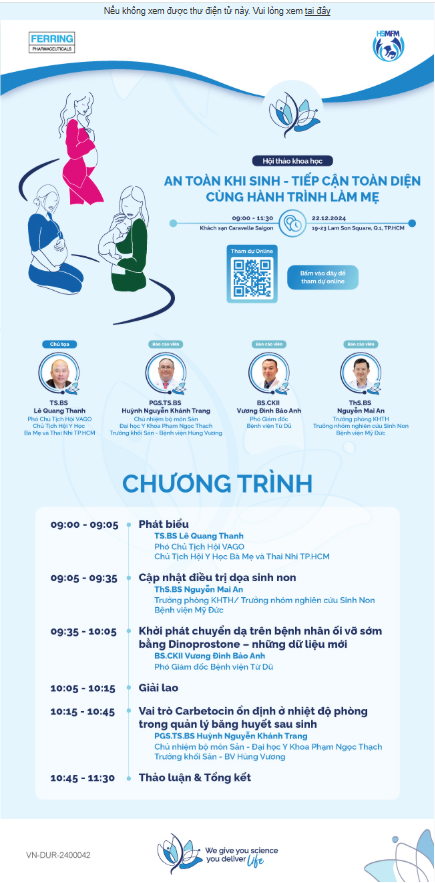 Nếu không xem được thư điện tử này. Vui lòng xem tại đây
FERRING
PHARMACEUTICALS
HSMFM
Hội thảo khoa học
AN TOÀN KHI SINH - TIẾP CẬN TOÀN DIỆN
CÙNG HÀNH TRÌNH LÀM MẸ
09:00 - 11:30
Khách sạn Caravelle Saigon
22.12.2024
19-23 Lam Son Square, Q.1, TP.HCM
Tham dự Online
Bấm vào đây để
tham dự online
Chủ tọa
TS.BS
Lê Quang Thanh
Phó Chủ Tịch Hội VAGO
Chủ Tịch Hội Y Học
Bà Mẹ và Thai Nhi TP.HCM
Báo cáo viên
PGS.TS.BS
Huỳnh Nguyễn Khánh Trang
Chủ nhiệm bộ môn Sản
Đại học Y Khoa Phạm Ngọc Thạch
Trưởng khối Sản - Bệnh viện Hùng Vương
Báo cáo viên
BS.CKII
Vương Đình Bảo Anh
Phó Giám đốc
Bệnh viện Từ Dũ
Báo cáo viên
ThS.BS
Nguyễn Mai An
Trưởng phòng KHTH
Trưởng nhóm nghiên cứu Sinh Non
Bệnh viện Mỹ Đức
CHƯƠNG TRÌNH
09:00 - 09:05 Phát biểu
TS.BS Lê Quang Thanh
Phó Chủ Tịch Hội VAGO
Chủ Tịch Hội Y Học Bà Mẹ và Thai Nhi TP.HCM
09:05 - 09:35 Cập nhật điều trị dọa sinh non
ThS.BS Nguyễn Mai An
Trưởng phòng KHTH/ Trưởng nhóm nghiên cứu Sinh Non
Bệnh viện Mỹ Đức
09:35 - 10:05 Khởi phát chuyển dạ trên bệnh nhân ối vỡ sớm
bằng Dinoprostone – những dữ liệu mới
BS.CKII Vương Đình Bảo Anh
Phó Giám đốc Bệnh viện Từ Dũ
10:05 - 10:15 Giải lao
10:15 - 10:45 Vai trò Carbetocin ổn định ở nhiệt độ phòng
trong quản lý băng huyết sau sinh
PGS.TS.BS Huỳnh Nguyễn Khánh Trang
Chủ nhiệm bộ môn Sản - Đại học Y Khoa Phạm Ngọc Thạch
Trưởng khối Sản - BV Hùng Vương
10:45 - 11:30 Thảo luận & Tổng kết
VN-DUR-2400042
We give you science
you deliver Life